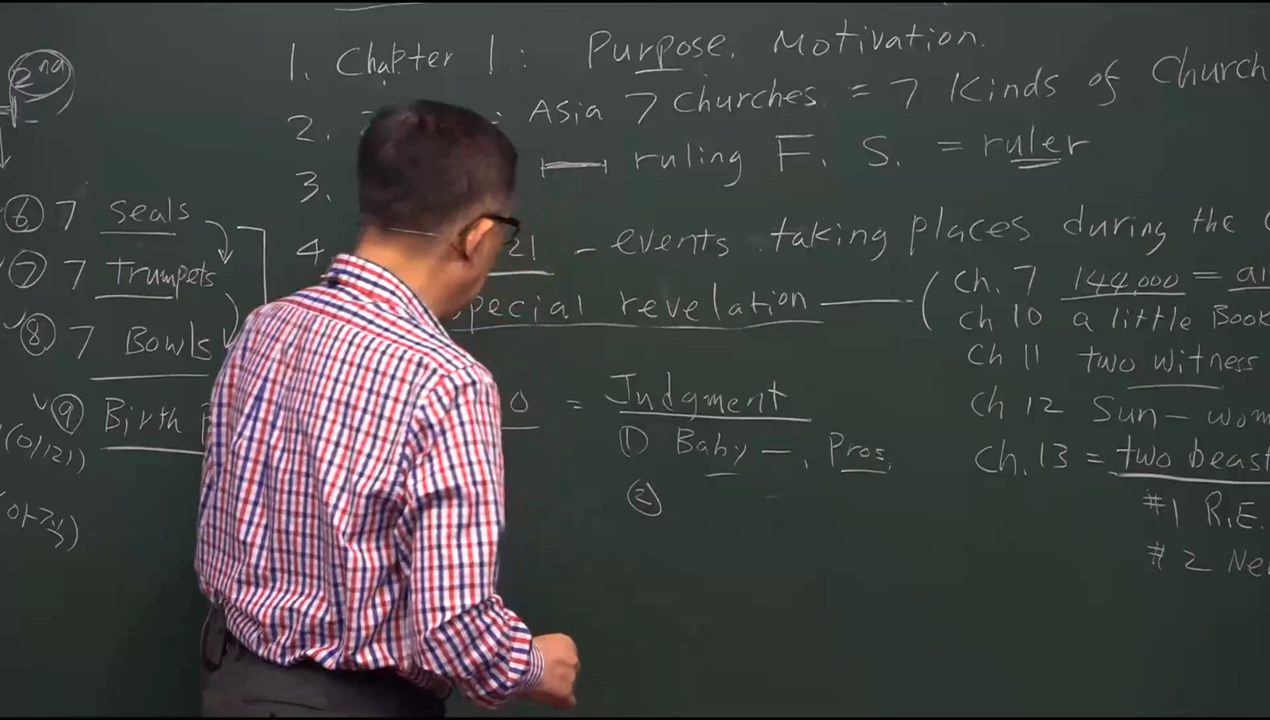 2nd
1. Chapter 1: Purpose. Motivation.
2. : Asia 7 churches. = 7 Kinds of Church
3. ruling F. S. = ruler
4 21 - events taking places during the
pecial revelation
Ch. 7 144,000 =
Ch. 10 a little Book
Ch 11 two witness
Ch 12 Sun - wom
Ch. 13 = two beast
#1 R.E.
#2 Ne
0 = Judgment
1) Baby - . Pros.
②
⑥ 7 seals
⑦ 7 Trumpets
⑧ 7 Bowls
⑨ Birth